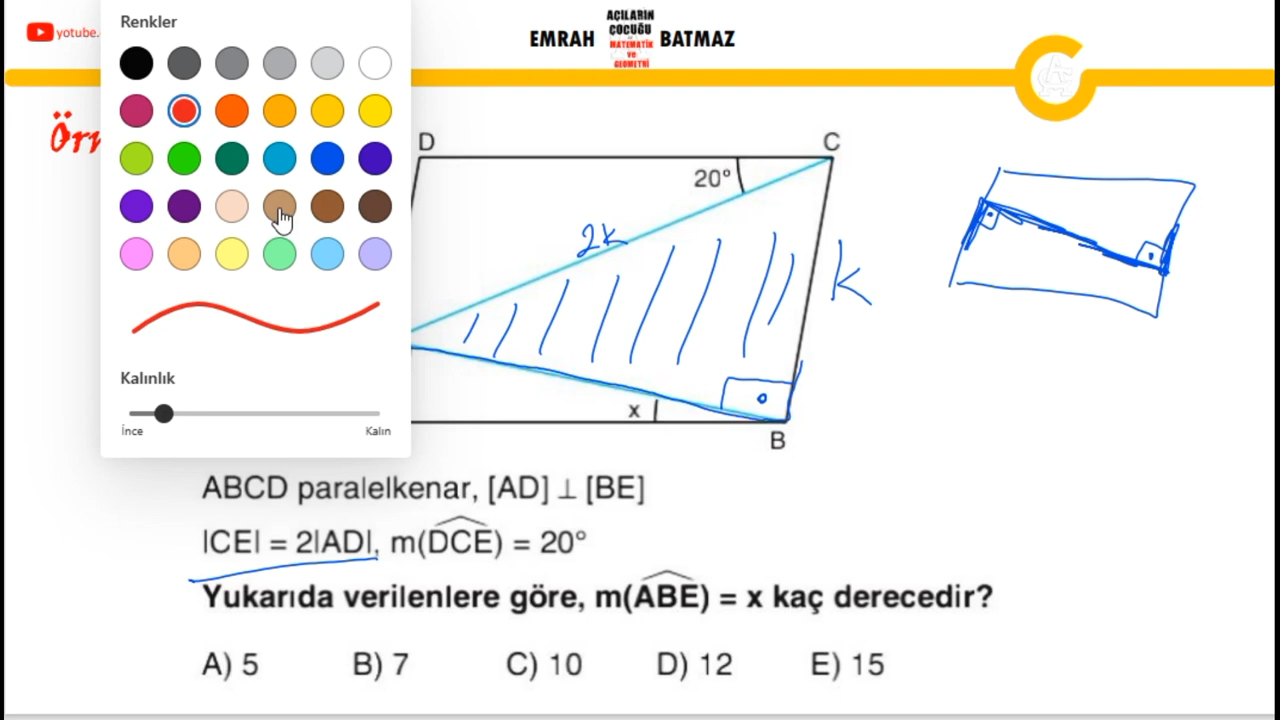 Renkler
yotube.
EMRAH
AÇILARIN
ÇOCUĞU
MATEMATİK
ve
GEOMETRİ
BATMAZ
Örn
D
C
20°
2k
k
x
B
Kalınlık
İnce
Kalın
ABCD paralelkenar, [AD] ⊥ [BE]
|CE| = 2|AD|, m(DCE) = 20°
Yukarıda verilenlere göre, m(ABE) = x kaç derecedir?
A) 5 B) 7 C) 10 D) 12 E) 15